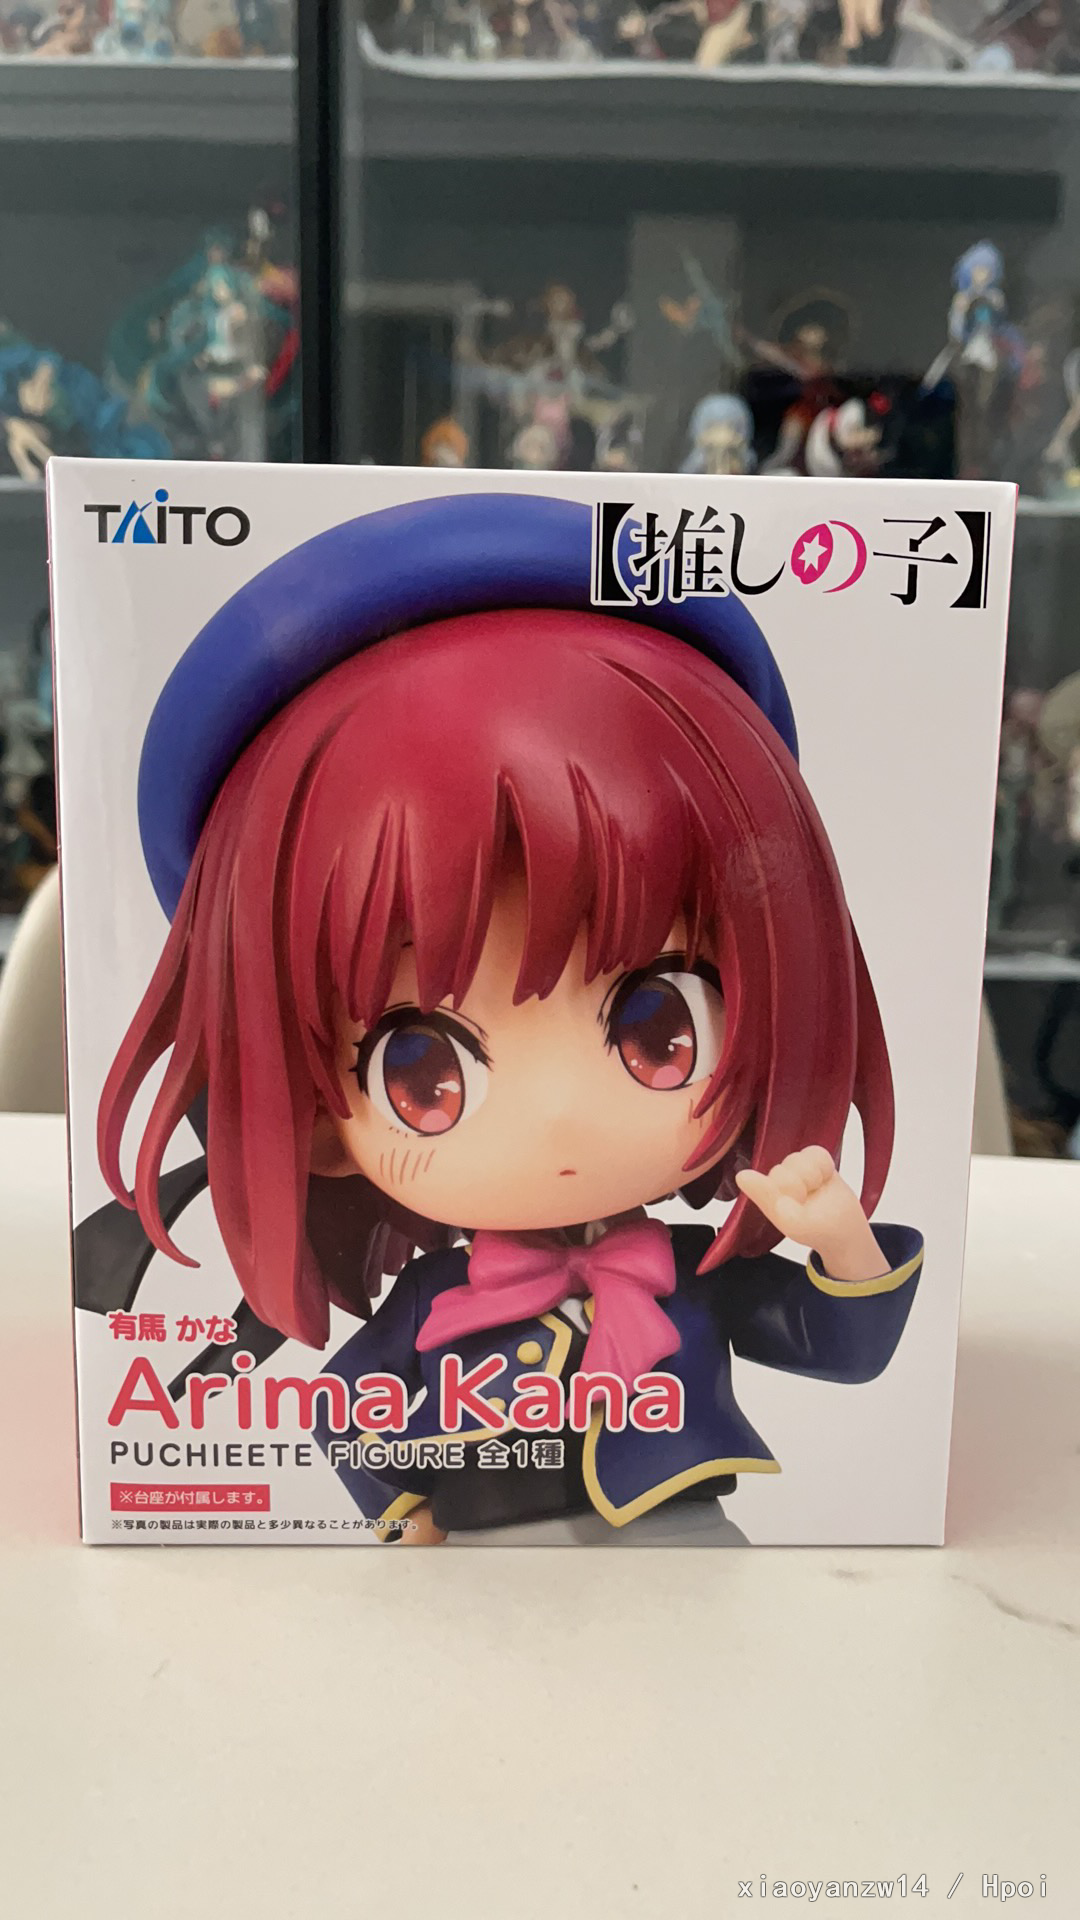 TAITO
【推しの子】
有馬 かな
Arima Kana
PUCHIEETE FIGURE 全1種
※台座が付属します。
※写真の製品は実際の製品と多少異なることがあります。
xiaoyanzw14 / Hpoi